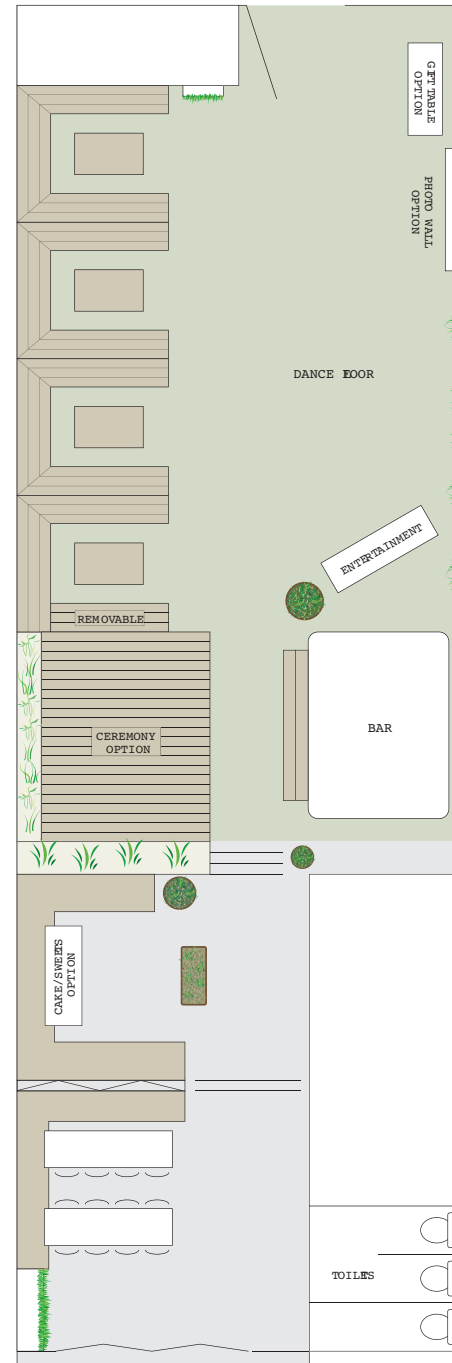 GIFT TABLE
OPTION
PHOTO WALL
OPTION
DANCE FLOOR
ENTERTAINMENT
REMOVABLE
BAR
CEREMONY
OPTION
CAKE/SWEETS
OPTION
TOILETS